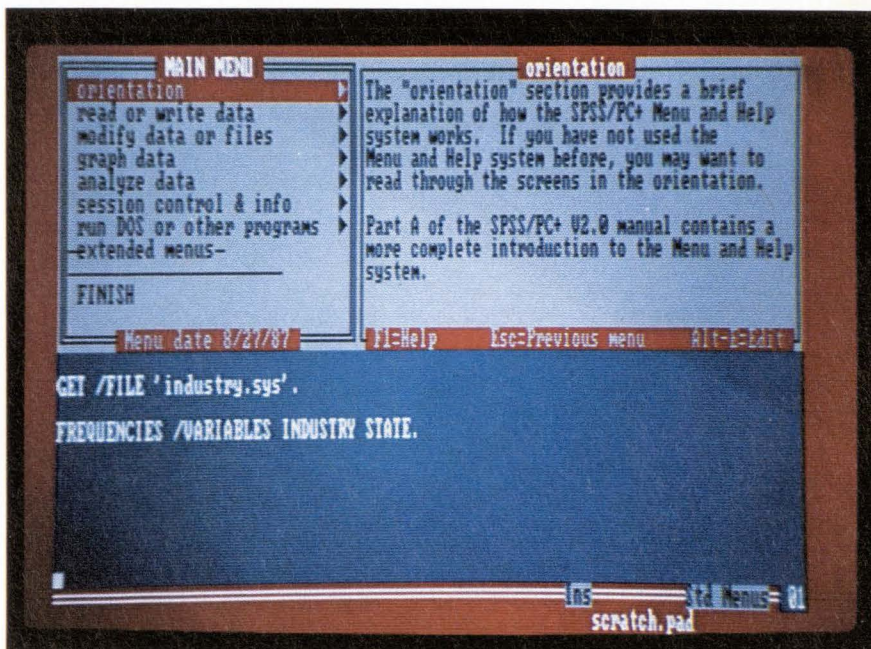 MAIN MENU
orientation
read or write data
modify data or files
graph data
analyze data
session control & info
run DOS or other programs
-extended menus-
FINISH
Menu date 8/27/87
orientation
The "orientation" section provides a brief
explanation of how the SPSS/PC+ Menu and Help
system works. If you have not used the
Menu and Help system before, you may want to
read through the screens in the orientation.
Part A of the SPSS/PC+ V2.0 manual contains a
more complete introduction to the Menu and Help
system.
F1=Help Esc=Previous menu Alt-E=Edit
GET /FILE 'industry.sys'.
FREQUENCIES /VARIABLES INDUSTRY STATE.
Ins Std Menus 01
scratch.pad